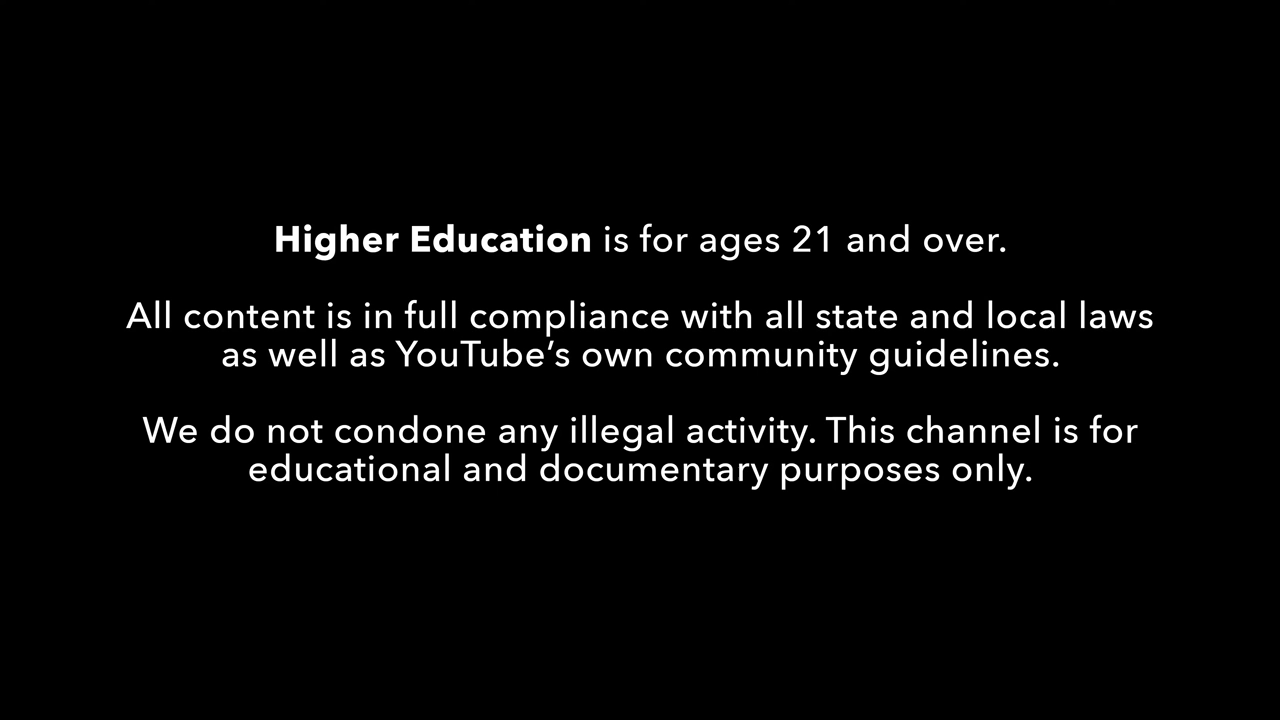 Higher Education is for ages 21 and over.
All content is in full compliance with all state and local laws
as well as YouTube’s own community guidelines.
We do not condone any illegal activity. This channel is for
educational and documentary purposes only.